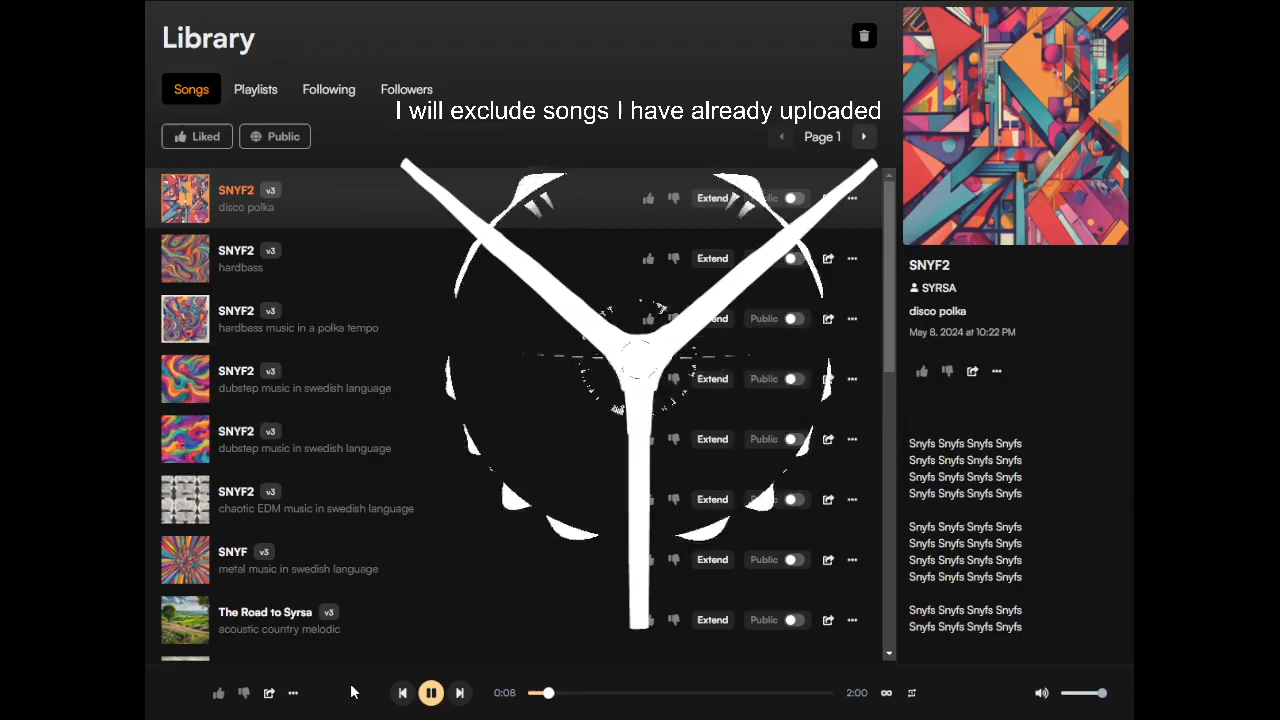 Library
Songs Playlists Following Followers
I will exclude songs I have already uploaded
Liked Public
Page 1
SNYF2 v3
disco polka
Extend
SNYF2 v3
hardbass
Extend
SNYF2 v3
hardbass music in a polka tempo
Public
SNYF2 v3
dubstep music in swedish language
Extend Public
SNYF2 v3
dubstep music in swedish language
Extend Public
SNYF2 v3
chaotic EDM music in swedish language
Extend
SNYF v3
metal music in swedish language
Extend Public
The Road to Syrsa v3
acoustic country melodic
Extend Public
0:08 2:00
SNYF2
SYRSA
disco polka
May 8, 2024 at 10:22 PM
Snyfs Snyfs Snyfs Snyfs
Snyfs Snyfs Snyfs Snyfs
Snyfs Snyfs Snyfs Snyfs
Snyfs Snyfs Snyfs Snyfs
Snyfs Snyfs Snyfs Snyfs
Snyfs Snyfs Snyfs Snyfs
Snyfs Snyfs Snyfs Snyfs
Snyfs Snyfs Snyfs Snyfs
Snyfs Snyfs Snyfs Snyfs
Snyfs Snyfs Snyfs Snyfs